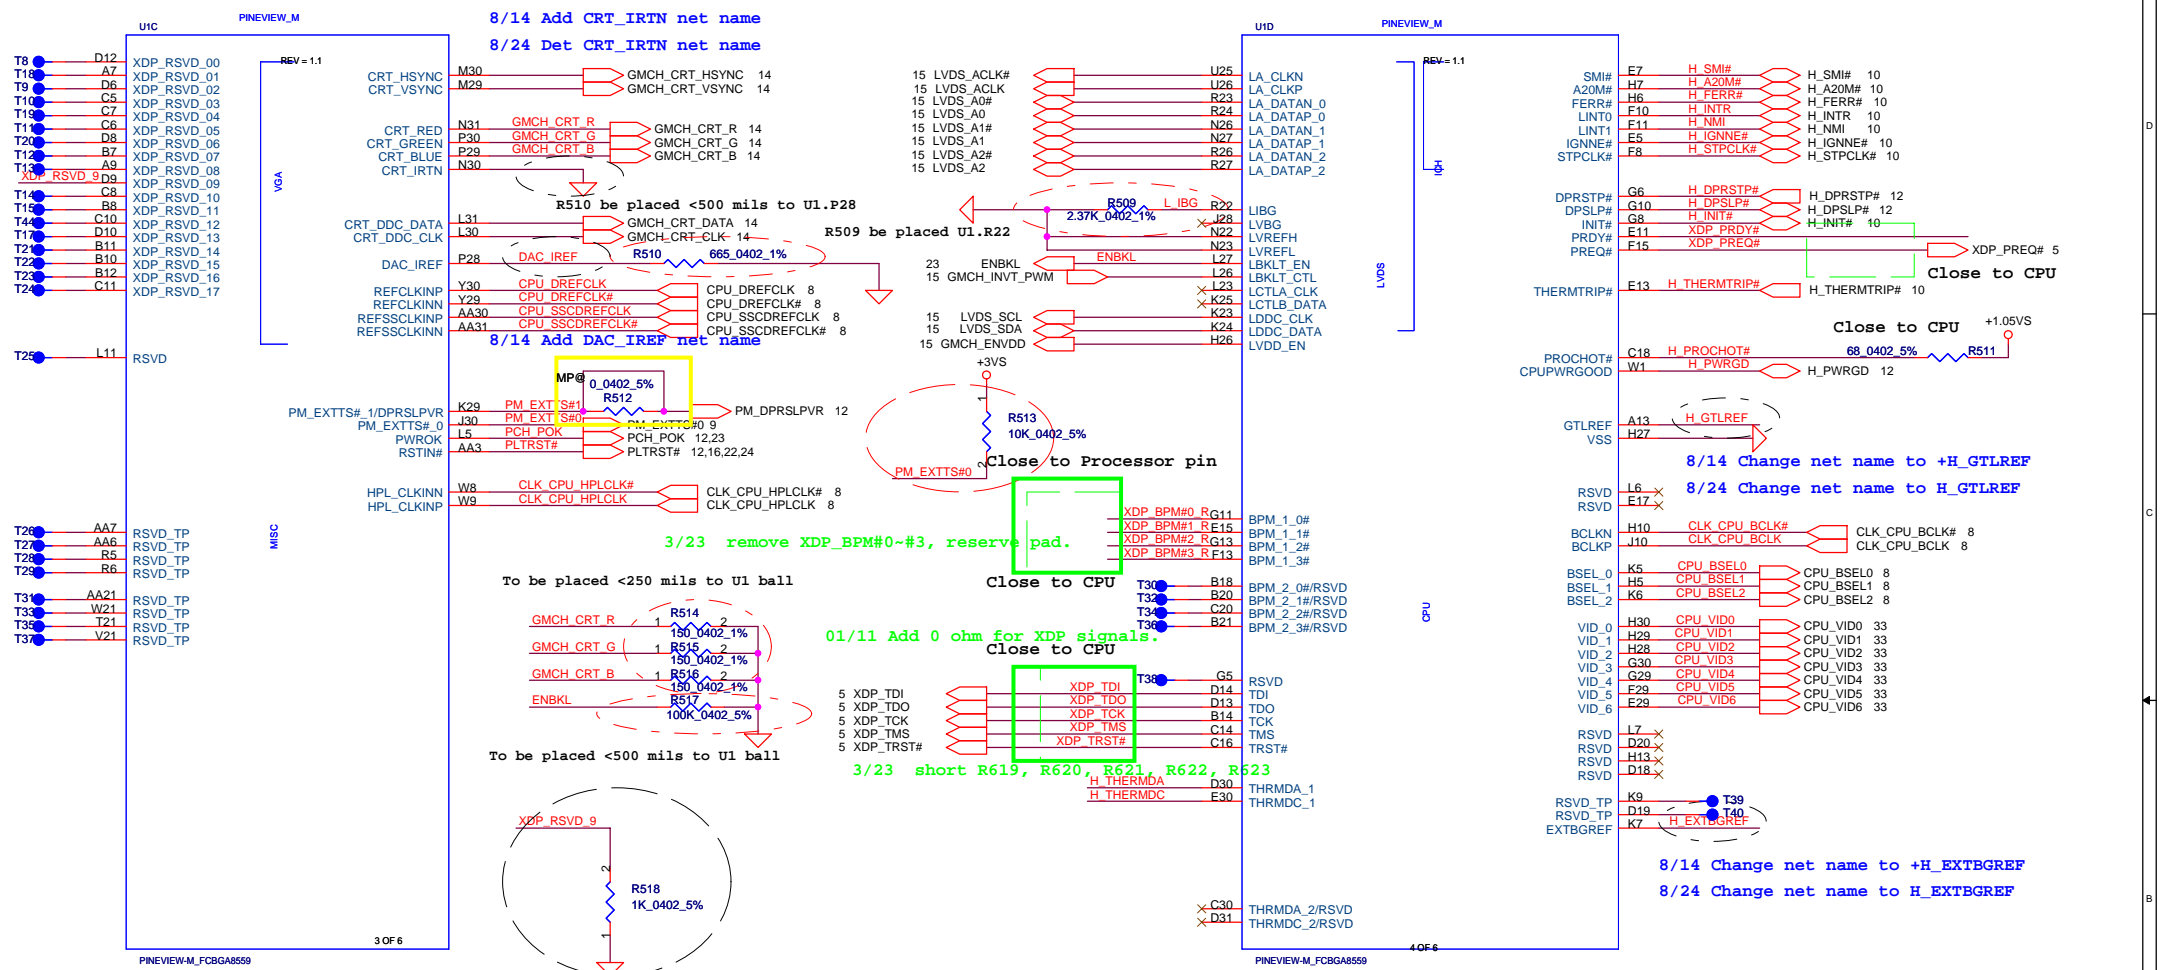 PINEVIEW_M
U1C
8/14 Add CRT_IRTN net name
8/24 Det CRT_IRTN net name
REV = 1.1
T8 D12 XDP_RSVD_00
T18 A7 XDP_RSVD_01
T9 D6 XDP_RSVD_02
T10 C5 XDP_RSVD_03
T19 C7 XDP_RSVD_04
T11 C6 XDP_RSVD_05
T20 D8 XDP_RSVD_06
T12 B7 XDP_RSVD_07
T13 A9 XDP_RSVD_08
XDP_RSVD_9 D9 XDP_RSVD_09
T14 C8 XDP_RSVD_10
T15 B8 XDP_RSVD_11
T44 C10 XDP_RSVD_12
T17 D10 XDP_RSVD_13
T21 B11 XDP_RSVD_14
T22 B10 XDP_RSVD_15
T23 B12 XDP_RSVD_16
T24 C11 XDP_RSVD_17
T25 L11 RSVD
T26 AA7 RSVD_TP
T27 AA6 RSVD_TP
T28 R5 RSVD_TP
T29 R6 RSVD_TP
T31 AA21 RSVD_TP
T33 W21 RSVD_TP
T35 T21 RSVD_TP
T37 V21 RSVD_TP
VGA
MISC
CRT_HSYNC M30 GMCH_CRT_HSYNC 14
CRT_VSYNC M29 GMCH_CRT_VSYNC 14
CRT_RED N31 GMCH_CRT_R GMCH_CRT_R 14
CRT_GREEN P30 GMCH_CRT_G GMCH_CRT_G 14
CRT_BLUE P29 GMCH_CRT_B GMCH_CRT_B 14
CRT_IRTN N30
R510 be placed <500 mils to U1.P28
CRT_DDC_DATA L31 GMCH_CRT_DATA 14
CRT_DDC_CLK L30 GMCH_CRT_CLK 14
DAC_IREF P28 DAC_IREF R510 665_0402_1%
REFCLKINP Y30 CPU_DREFCLK CPU_DREFCLK 8
REFCLKINN Y29 CPU_DREFCLK# CPU_DREFCLK# 8
REFSSCLKINP AA30 CPU_SSCDREFCLK CPU_SSCDREFCLK 8
REFSSCLKINN AA31 CPU_SSCDREFCLK# CPU_SSCDREFCLK# 8
8/14 Add DAC_IREF net name
MP@
0_0402_5%
R512
PM_EXTTS#_1/DPRSLPVR K29 PM_EXTTS#1 PM_DPRSLPVR 12
PM_EXTTS#_0 J30 PM_EXTTS#0 PM_EXTTS#0 9
PWROK L5 PCH_POK PCH_POK 12,23
RSTIN# AA3 PLTRST# PLTRST# 12,16,22,24
HPL_CLKINN W8 CLK_CPU_HPLCLK# CLK_CPU_HPLCLK# 8
HPL_CLKINP W9 CLK_CPU_HPLCLK CLK_CPU_HPLCLK 8
3 OF 6
PINEVIEW-M_FCBGA8559
3/23 remove XDP_BPM#0~#3, reserve pad.
To be placed <250 mils to U1 ball
GMCH_CRT_R 1 R514 2
150_0402_1%
GMCH_CRT_G 1 R515 2
150_0402_1%
GMCH_CRT_B 1 R516 2
150_0402_1%
ENBKL R517
100K_0402_5%
To be placed <500 mils to U1 ball
XDP_RSVD_9
2
R518
1K_0402_5%
1
+3VS
1
R513
10K_0402_5%
2
PM_EXTTS#0
Close to Processor pin
PINEVIEW_M
U1D
REV = 1.1
15 LVDS_ACLK# U25 LA_CLKN
15 LVDS_ACLK U26 LA_CLKP
15 LVDS_A0# R23 LA_DATAN_0
15 LVDS_A0 R24 LA_DATAP_0
15 LVDS_A1# N26 LA_DATAN_1
15 LVDS_A1 N27 LA_DATAP_1
15 LVDS_A2# R26 LA_DATAN_2
15 LVDS_A2 R27 LA_DATAP_2
R509 L_IBG R22 LIBG
2.37K_0402_1%
J28 LVBG
R509 be placed U1.R22
N22 LVREFH
N23 LVREFL
23 ENBKL ENBKL L27 LBKLT_EN
15 GMCH_INVT_PWM L26 LBKLT_CTL
L23 LCTLA_CLK
K25 LCTLB_DATA
15 LVDS_SCL K23 LDDC_CLK
15 LVDS_SDA K24 LDDC_DATA
15 GMCH_ENVDD H26 LVDD_EN
XDP_BPM#0_R G11 BPM_1_0#
XDP_BPM#1_R E15 BPM_1_1#
XDP_BPM#2_R G13 BPM_1_2#
XDP_BPM#3_R F13 BPM_1_3#
Close to CPU
T30 B18 BPM_2_0#/RSVD
T32 B20 BPM_2_1#/RSVD
T34 C20 BPM_2_2#/RSVD
T36 B21 BPM_2_3#/RSVD
01/11 Add 0 ohm for XDP signals.
Close to CPU
T38 G5 RSVD
5 XDP_TDI XDP_TDI D14 TDI
5 XDP_TDO XDP_TDO D13 TDO
5 XDP_TCK XDP_TCK B14 TCK
5 XDP_TMS XDP_TMS C14 TMS
5 XDP_TRST# XDP_TRST# C16 TRST#
3/23 short R619, R620, R621, R622, R623
H_THERMDA D30 THRMDA_1
H_THERMDC E30 THRMDC_1
C30 THRMDA_2/RSVD
D31 THRMDC_2/RSVD
LVDS
ICH
CPU
SMI# E7 H_SMI# H_SMI# 10
A20M# H7 H_A20M# H_A20M# 10
FERR# H6 H_FERR# H_FERR# 10
LINT0 F10 H_INTR H_INTR 10
LINT1 F11 H_NMI H_NMI 10
IGNNE# E5 H_IGNNE# H_IGNNE# 10
STPCLK# F8 H_STPCLK# H_STPCLK# 10
DPRSTP# G6 H_DPRSTP# H_DPRSTP# 12
DPSLP# G10 H_DPSLP# H_DPSLP# 12
INIT# G8 H_INIT# H_INIT# 10
PRDY# E11 XDP_PRDY#
PREQ# F15 XDP_PREQ# XDP_PREQ# 5
Close to CPU
THERMTRIP# E13 H_THERMTRIP# H_THERMTRIP# 10
Close to CPU
+1.05VS
PROCHOT# C18 H_PROCHOT# 68_0402_5% R511
CPUPWRGOOD W1 H_PWRGD H_PWRGD 12
GTLREF A13 H_GTLREF
VSS H27
8/14 Change net name to +H_GTLREF
8/24 Change net name to H_GTLREF
RSVD L6
RSVD E17
BCLKN H10 CLK_CPU_BCLK# CLK_CPU_BCLK# 8
BCLKP J10 CLK_CPU_BCLK CLK_CPU_BCLK 8
BSEL_0 K5 CPU_BSEL0 CPU_BSEL0 8
BSEL_1 H5 CPU_BSEL1 CPU_BSEL1 8
BSEL_2 K6 CPU_BSEL2 CPU_BSEL2 8
VID_0 H30 CPU_VID0 CPU_VID0 33
VID_1 H29 CPU_VID1 CPU_VID1 33
VID_2 H28 CPU_VID2 CPU_VID2 33
VID_3 G30 CPU_VID3 CPU_VID3 33
VID_4 G29 CPU_VID4 CPU_VID4 33
VID_5 F29 CPU_VID5 CPU_VID5 33
VID_6 E29 CPU_VID6 CPU_VID6 33
RSVD L7
RSVD D20
RSVD H13
RSVD D18
RSVD_TP K9 T39
RSVD_TP D19 T40
EXTBGREF K7 H_EXTBGREF
8/14 Change net name to +H_EXTBGREF
8/24 Change net name to H_EXTBGREF
4 OF 6
PINEVIEW-M_FCBGA8559
D
C
B